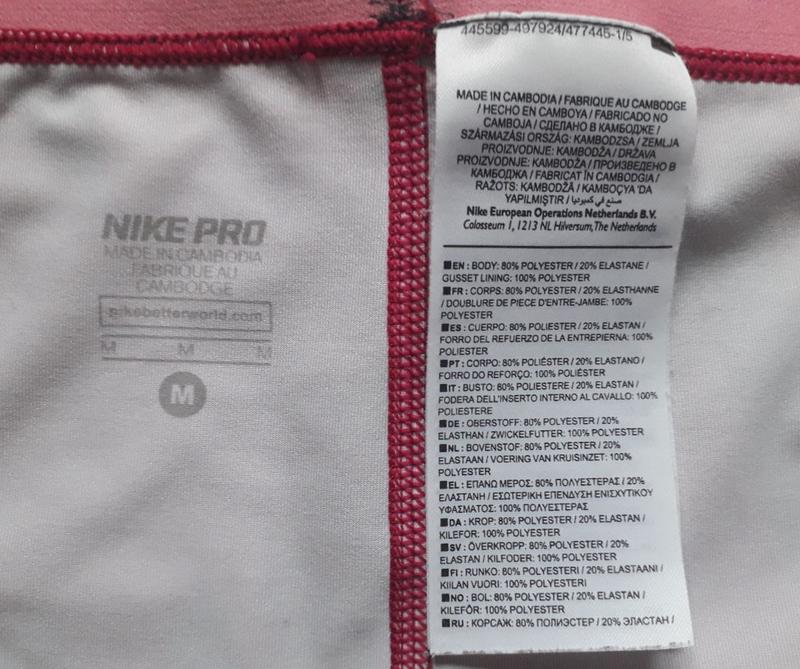 NIKE PRO
MADE IN CAMBODIA
FABRIQUE AU
CAMBODGE
nikebetterworld.com
M M M
M
445599-497924/477445-1/5
MADE IN CAMBODIA / FABRIQUE AU CAMBODGE
/ HECHO EN CAMBOYA / FABRICADO NO
CAMBOJA / СДЕЛАНО В КАМБОДЖЕ /
SZÁRMAZÁSI ORSZÁG: KAMBODZSA / ZEMLJA
PROIZVODNJE: KAMBODŽA / DRŽAVA
PROIZVODNJE: KAMBODŽA / ПРОИЗВЕДЕНО В
КАМБОДЖА / FABRICAT ÎN CAMBODGIA /
RAŽOTS: KAMBODŽĀ / KAMBOÇYA 'DA
YAPILMIŞTIR / صنع في كمبوديا
Nike European Operations Netherlands B.V.
Colosseum 1, 1213 NL Hilversum, The Netherlands
■EN : BODY: 80% POLYESTER / 20% ELASTANE /
GUSSET LINING: 100% POLYESTER
■FR : CORPS: 80% POLYESTER / 20% ELASTHANNE
/ DOUBLURE DE PIECE D'ENTRE-JAMBE: 100%
POLYESTER
■ES : CUERPO: 80% POLIESTER / 20% ELASTAN /
FORRO DEL REFUERZO DE LA ENTREPIERNA: 100%
POLIESTER
■PT : CORPO: 80% POLIÉSTER / 20% ELASTANO /
FORRO DO REFORÇO: 100% POLIÉSTER
■IT : BUSTO: 80% POLIESTERE / 20% ELASTAN /
FODERA DELL'INSERTO INTERNO AL CAVALLO: 100%
POLIESTERE
■DE : OBERSTOFF: 80% POLYESTER / 20%
ELASTHAN / ZWICKELFUTTER: 100% POLYESTER
■NL : BOVENSTOF: 80% POLYESTER / 20%
ELASTAAN / VOERING VAN KRUISINZET: 100%
POLYESTER
■EL : ΕΠΑΝΩ ΜΕΡΟΣ: 80% ΠΟΛΥΕΣΤΕΡΑΣ / 20%
ΕΛΑΣΤΑΝΗ / ΕΣΩΤΕΡΙΚΗ ΕΠΕΝΔΥΣΗ ΕΝΙΣΧΥΤΙΚΟΥ
ΥΦΑΣΜΑΤΟΣ: 100% ΠΟΛΥΕΣΤΕΡΑΣ
■DA : KROP: 80% POLYESTER / 20% ELASTAN /
KILEFOR: 100% POLYESTER
■SV : ÖVERKROPP: 80% POLYESTER / 20%
ELASTAN / KILFODER: 100% POLYESTER
■FI : RUNKO: 80% POLYESTERI / 20% ELASTAANI /
KIILAN VUORI: 100% POLYESTERI
■NO : BOL: 80% POLYESTER / 20% ELASTAN /
KILEFÔR: 100% POLYESTER
■RU : КОРСАЖ: 80% ПОЛИЭСТЕР / 20% ЭЛАСТАН /